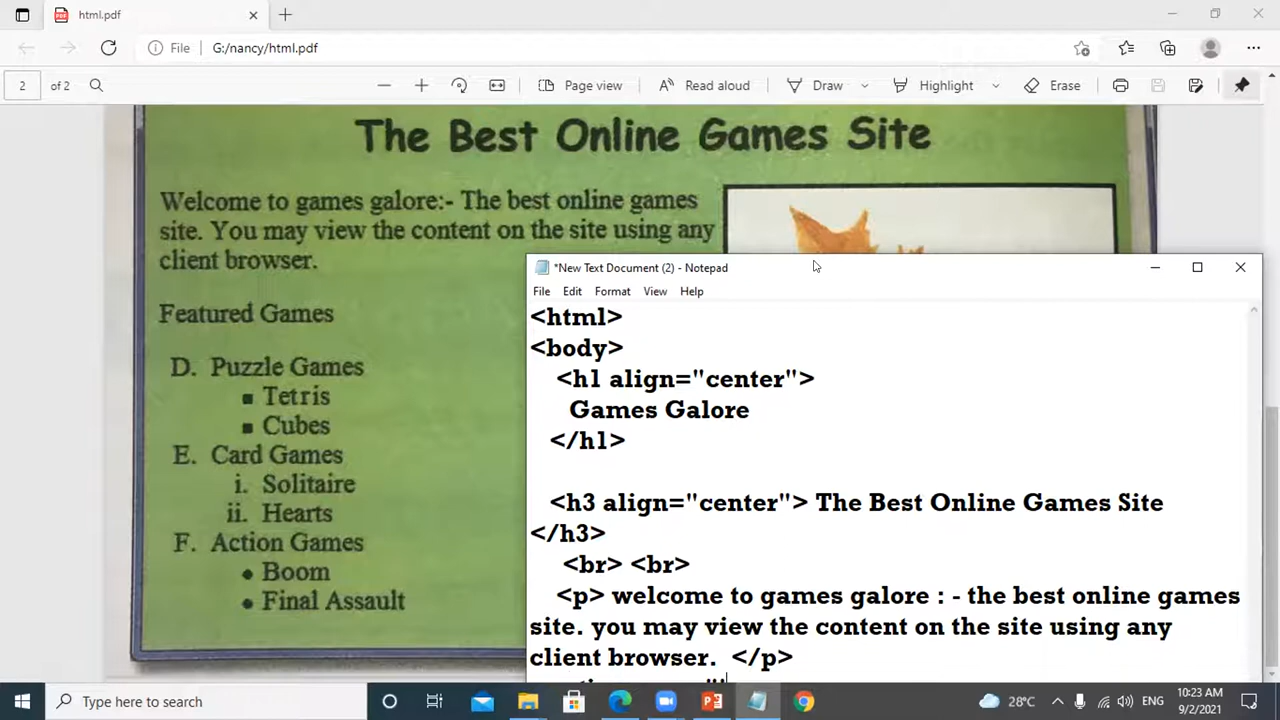 html.pdf
File
G:/nancy/html.pdf
2 of 2
Page view
Read aloud
Draw
Highlight
Erase
The Best Online Games Site
Welcome to games galore:- The best online games
site. You may view the content on the site using any
client browser.
Featured Games
D. Puzzle Games
Tetris
Cubes
E. Card Games
i. Solitaire
ii. Hearts
F. Action Games
Boom
Final Assault
*New Text Document (2) - Notepad
File Edit Format View Help
<html>
<body>
<h1 align="center">
Games Galore
</h1>
<h3 align="center"> The Best Online Games Site
</h3>
<br> <br>
<p> welcome to games galore : - the best online games
site. you may view the content on the site using any
client browser. </p>
Type here to search
28°C
ENG
10:23 AM
9/2/2021